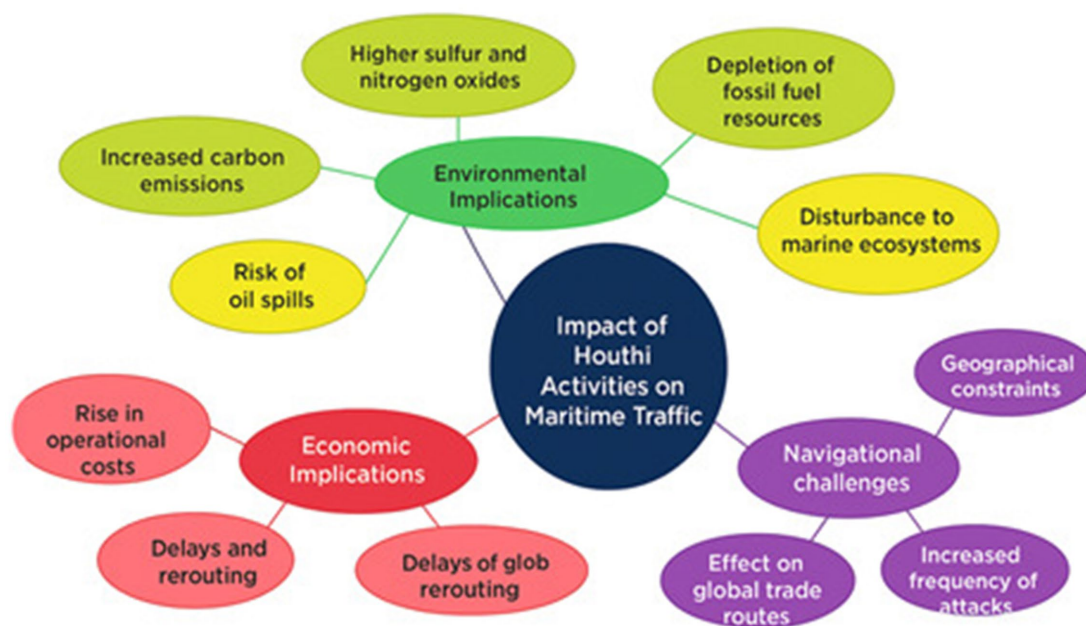 Higher sulfur and
nitrogen oxides
Depletion of
fossil fuel
resources
Increased carbon
emissions
Environmental
Implications
Disturbance to
marine ecosystems
Risk of
oil spills
Impact of
Houthi
Activities on
Maritime Traffic
Geographical
constraints
Rise in
operational
costs
Economic
Implications
Navigational
challenges
Delays and
rerouting
Delays of glob
rerouting
Effect on
global trade
routes
Increased
frequency of
attacks